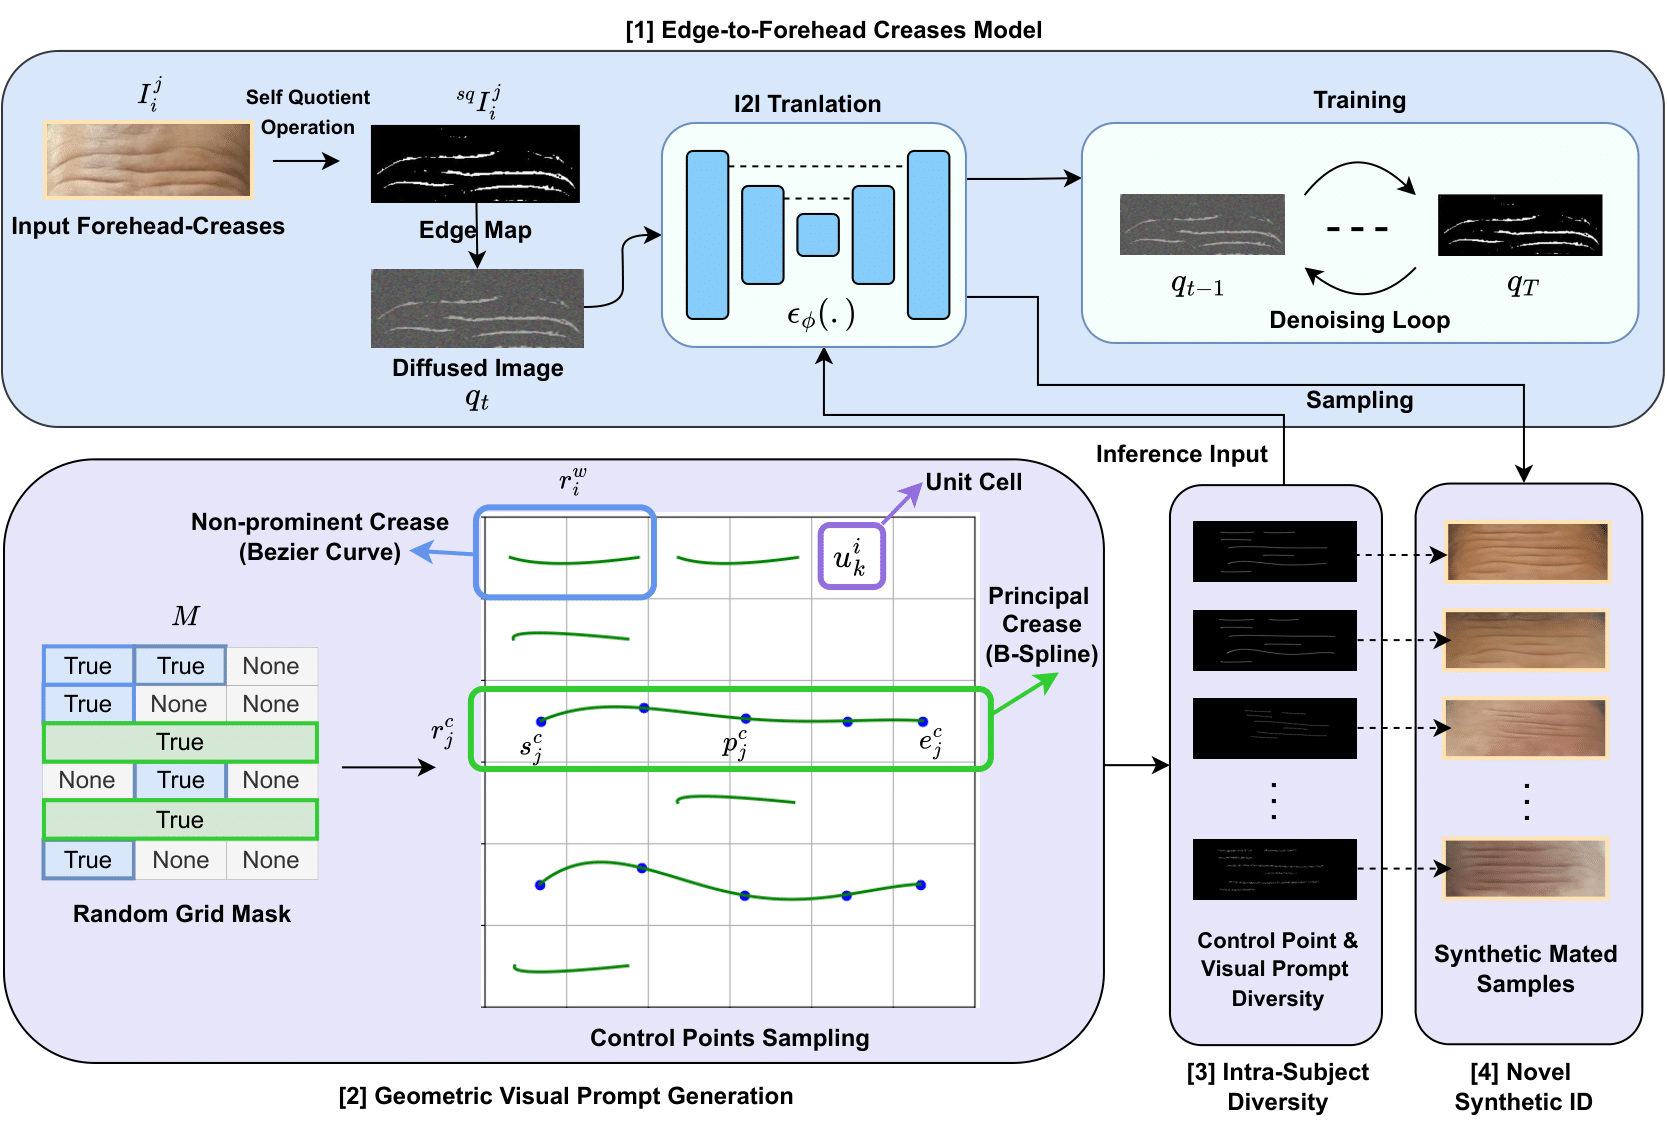 [1] Edge-to-Forehead Creases Model
I_i^j
Self Quotient
Operation
^{sq}I_i^j
Input Forehead-Creases
Edge Map
Diffused Image
q_t
I2I Tranlation
ϵ_ϕ(.)
Training
q_{t−1}
q_T
Denoising Loop
Sampling
Inference Input
r_i^w
Unit Cell
Non-prominent Crease
(Bezier Curve)
u_k^i
Principal
Crease
(B-Spline)
M
True True None
True None None
True
None True None
True
True None None
Random Grid Mask
r_j^c
s_j^c
p_j^c
e_j^c
Control Points Sampling
[2] Geometric Visual Prompt Generation
Control Point &
Visual Prompt
Diversity
[3] Intra-Subject
Diversity
Synthetic Mated
Samples
[4] Novel
Synthetic ID